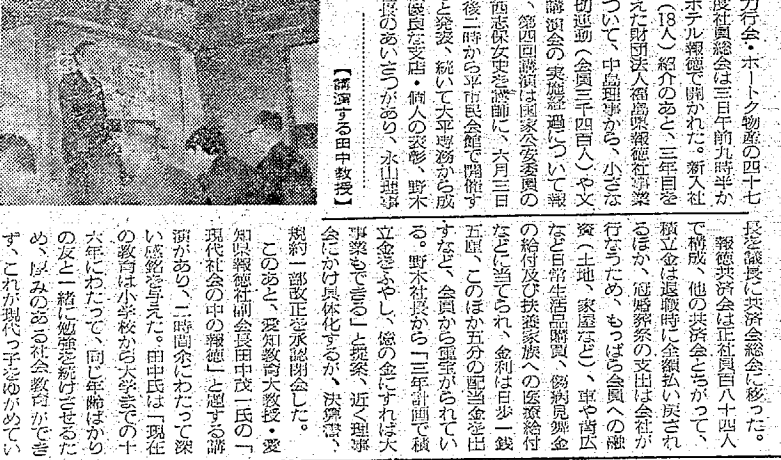 力行会・ホートク物産の四十七
度社員総会は三日午前九時半か
ホテル報徳で開かれた。新入社
(18人)紹介のあと、三年目を
えた財団法人福島県報徳社事業
ついて、中島理事から、小さな
切運動(会員三千四百人)や文
講演会の実施経過について報
、第四回講演は国家公安委員の
西志保女史を講師に、六月三日
後二時から平市民会館で開催す
と発表、続いて大平専務から成
優良な支店・個人の表彰、野木
長のあいさつがあり、永山理事
【講演する田中教授】
長を議長に共済会総会に移った。
報徳共済会は正社員百八十四人
で構成、他の共済会とちがって、
積立金は退職時に全額払い戻され
るほか、冠婚葬祭の支出は会社が
行なうため、もっぱら会員への融
資(土地、家屋など)、車や背広
など日常生活品購買、傷病見舞金
の給付及び扶養家族への医療給付
などに当てられ、金利は日歩一銭
五厘、このほか五分の配当金を出
すなど、会員から重宝がられてい
る。野木社長から「三年計画で積
立金をふやし、億の金にすれば大
事業もできる」と提案、近く理事
会にかけ具体化するが、決算書、
規約一部改正を承認閉会した。
このあと、愛知教育大教授・愛
知県報徳社副会長田中茂一氏の「
現代社会の中の報徳」と題する講
演があり、二時間余にわたって深
い感銘を与えた。田中氏は「現在
の教育は小学校から大学までの十
六年にわたって、同じ年齢ばかり
の友と一緒に勉強を続けさせるた
め、厚みのある社会教育ができ
ず、これが現代っ子をゆがめてい